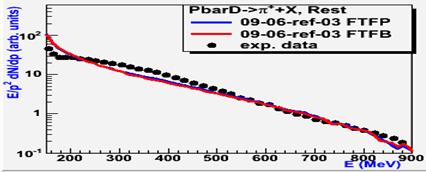 PbarD->π⁺+X, Rest
09-06-ref-03 FTFP
09-06-ref-03 FTFB
exp. data
E/p² dN/dp (arb. units)
10²
10
1
10⁻¹
200 300 400 500 600 700 800 900
E (MeV)